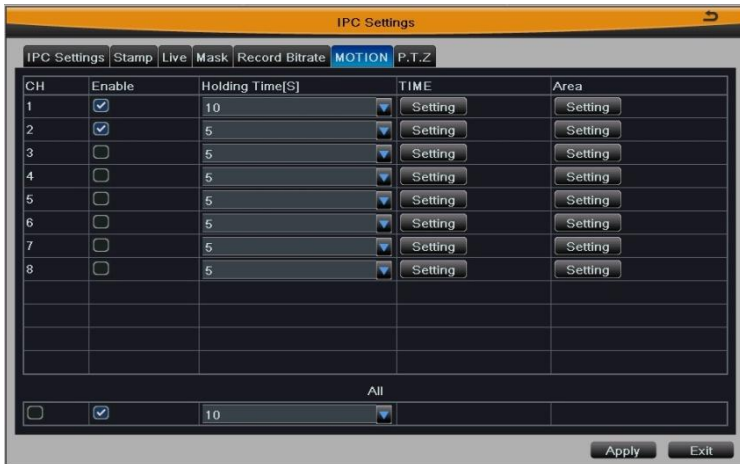 IPC Settings
IPC Settings Stamp Live Mask Record Bitrate MOTION P.T.Z
CH Enable Holding Time[S] TIME Area
1 10 Setting Setting
2 5 Setting Setting
3 5 Setting Setting
4 5 Setting Setting
5 5 Setting Setting
6 5 Setting Setting
7 5 Setting Setting
8 5 Setting Setting
All
10
Apply Exit